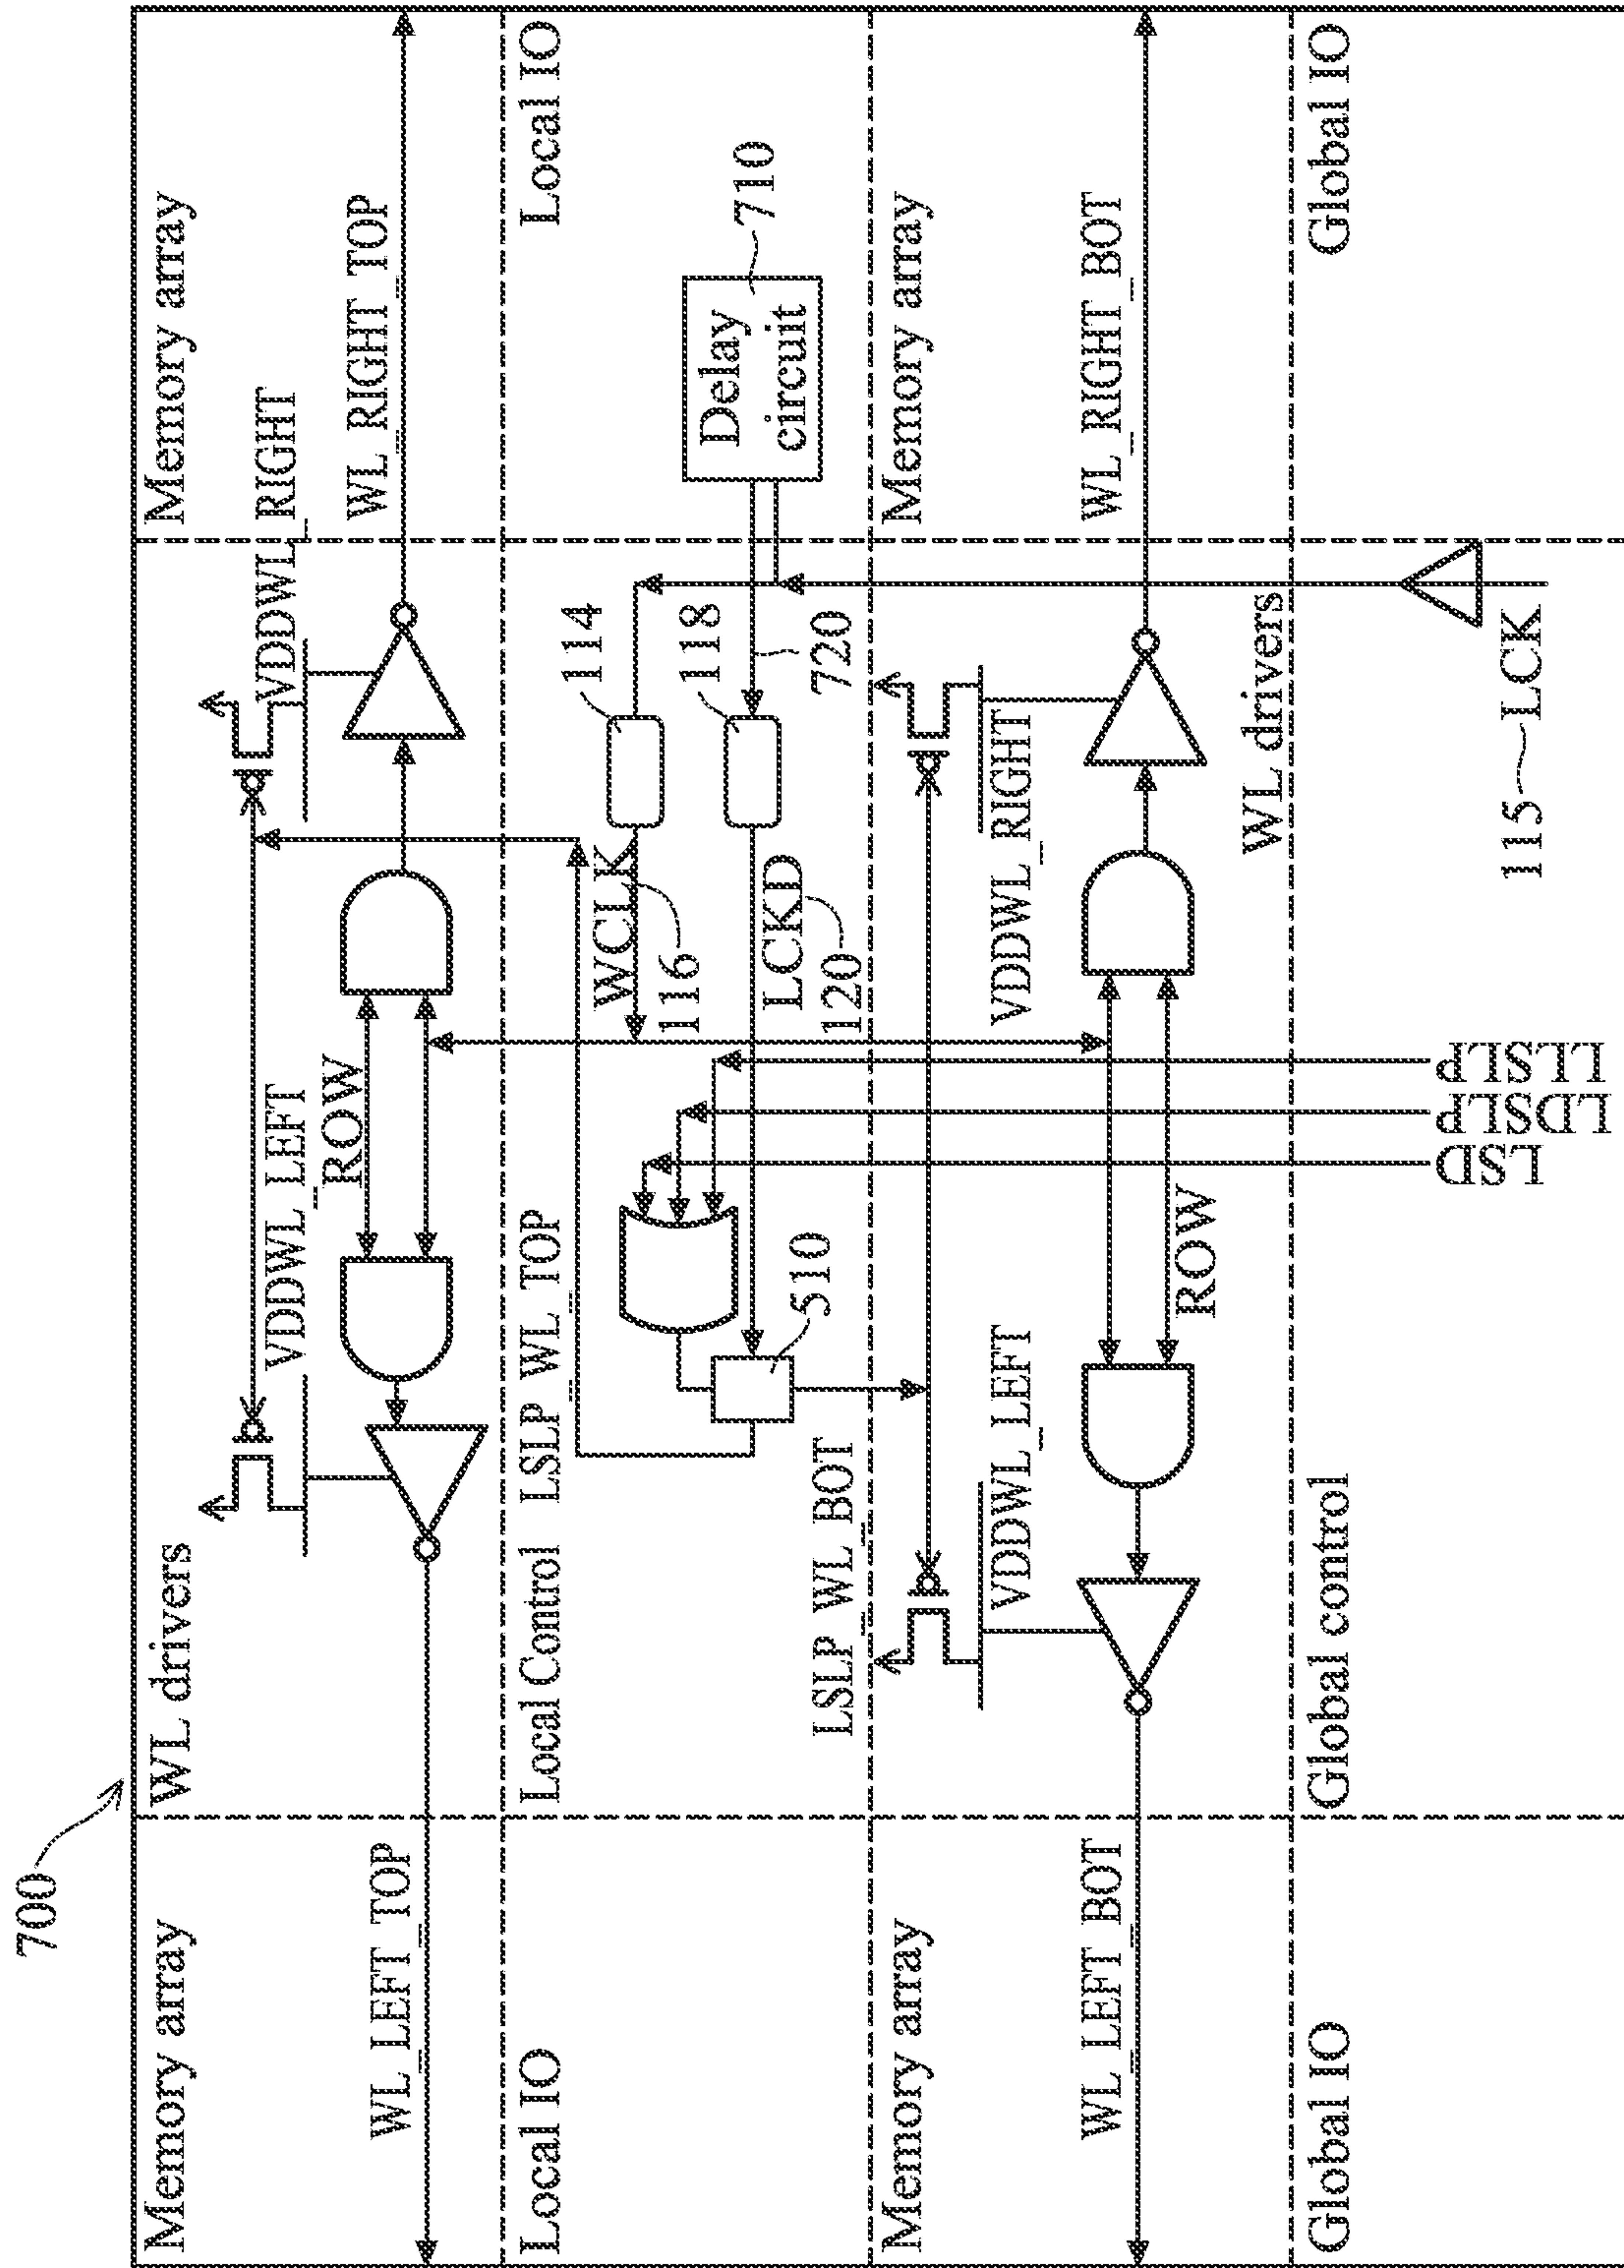 700
Memory array
WL drivers
Memory array
VDDWL_LEFT
VDDWL_RIGHT
ROW
WL_LEFT_TOP
WL_RIGHT_TOP
Local IO
Local Control
LSLP_WL_TOP
Local IO
114
WCLK
116
118
LCKD
120
720
Delay
circuit
710
510
LSLP_WL_BOT
Memory array
Memory array
VDDWL_LEFT
VDDWL_RIGHT
WL_LEFT_BOT
WL_RIGHT_BOT
ROW
WL drivers
Global IO
Global control
Global IO
LSD
LDSLP
LLSLP
115
LCK